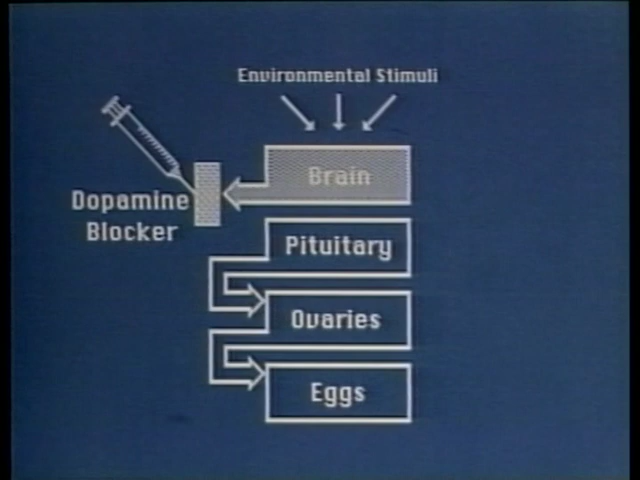 Environmental Stimuli
Brain
Dopamine
Blocker
Pituitary
Ovaries
Eggs